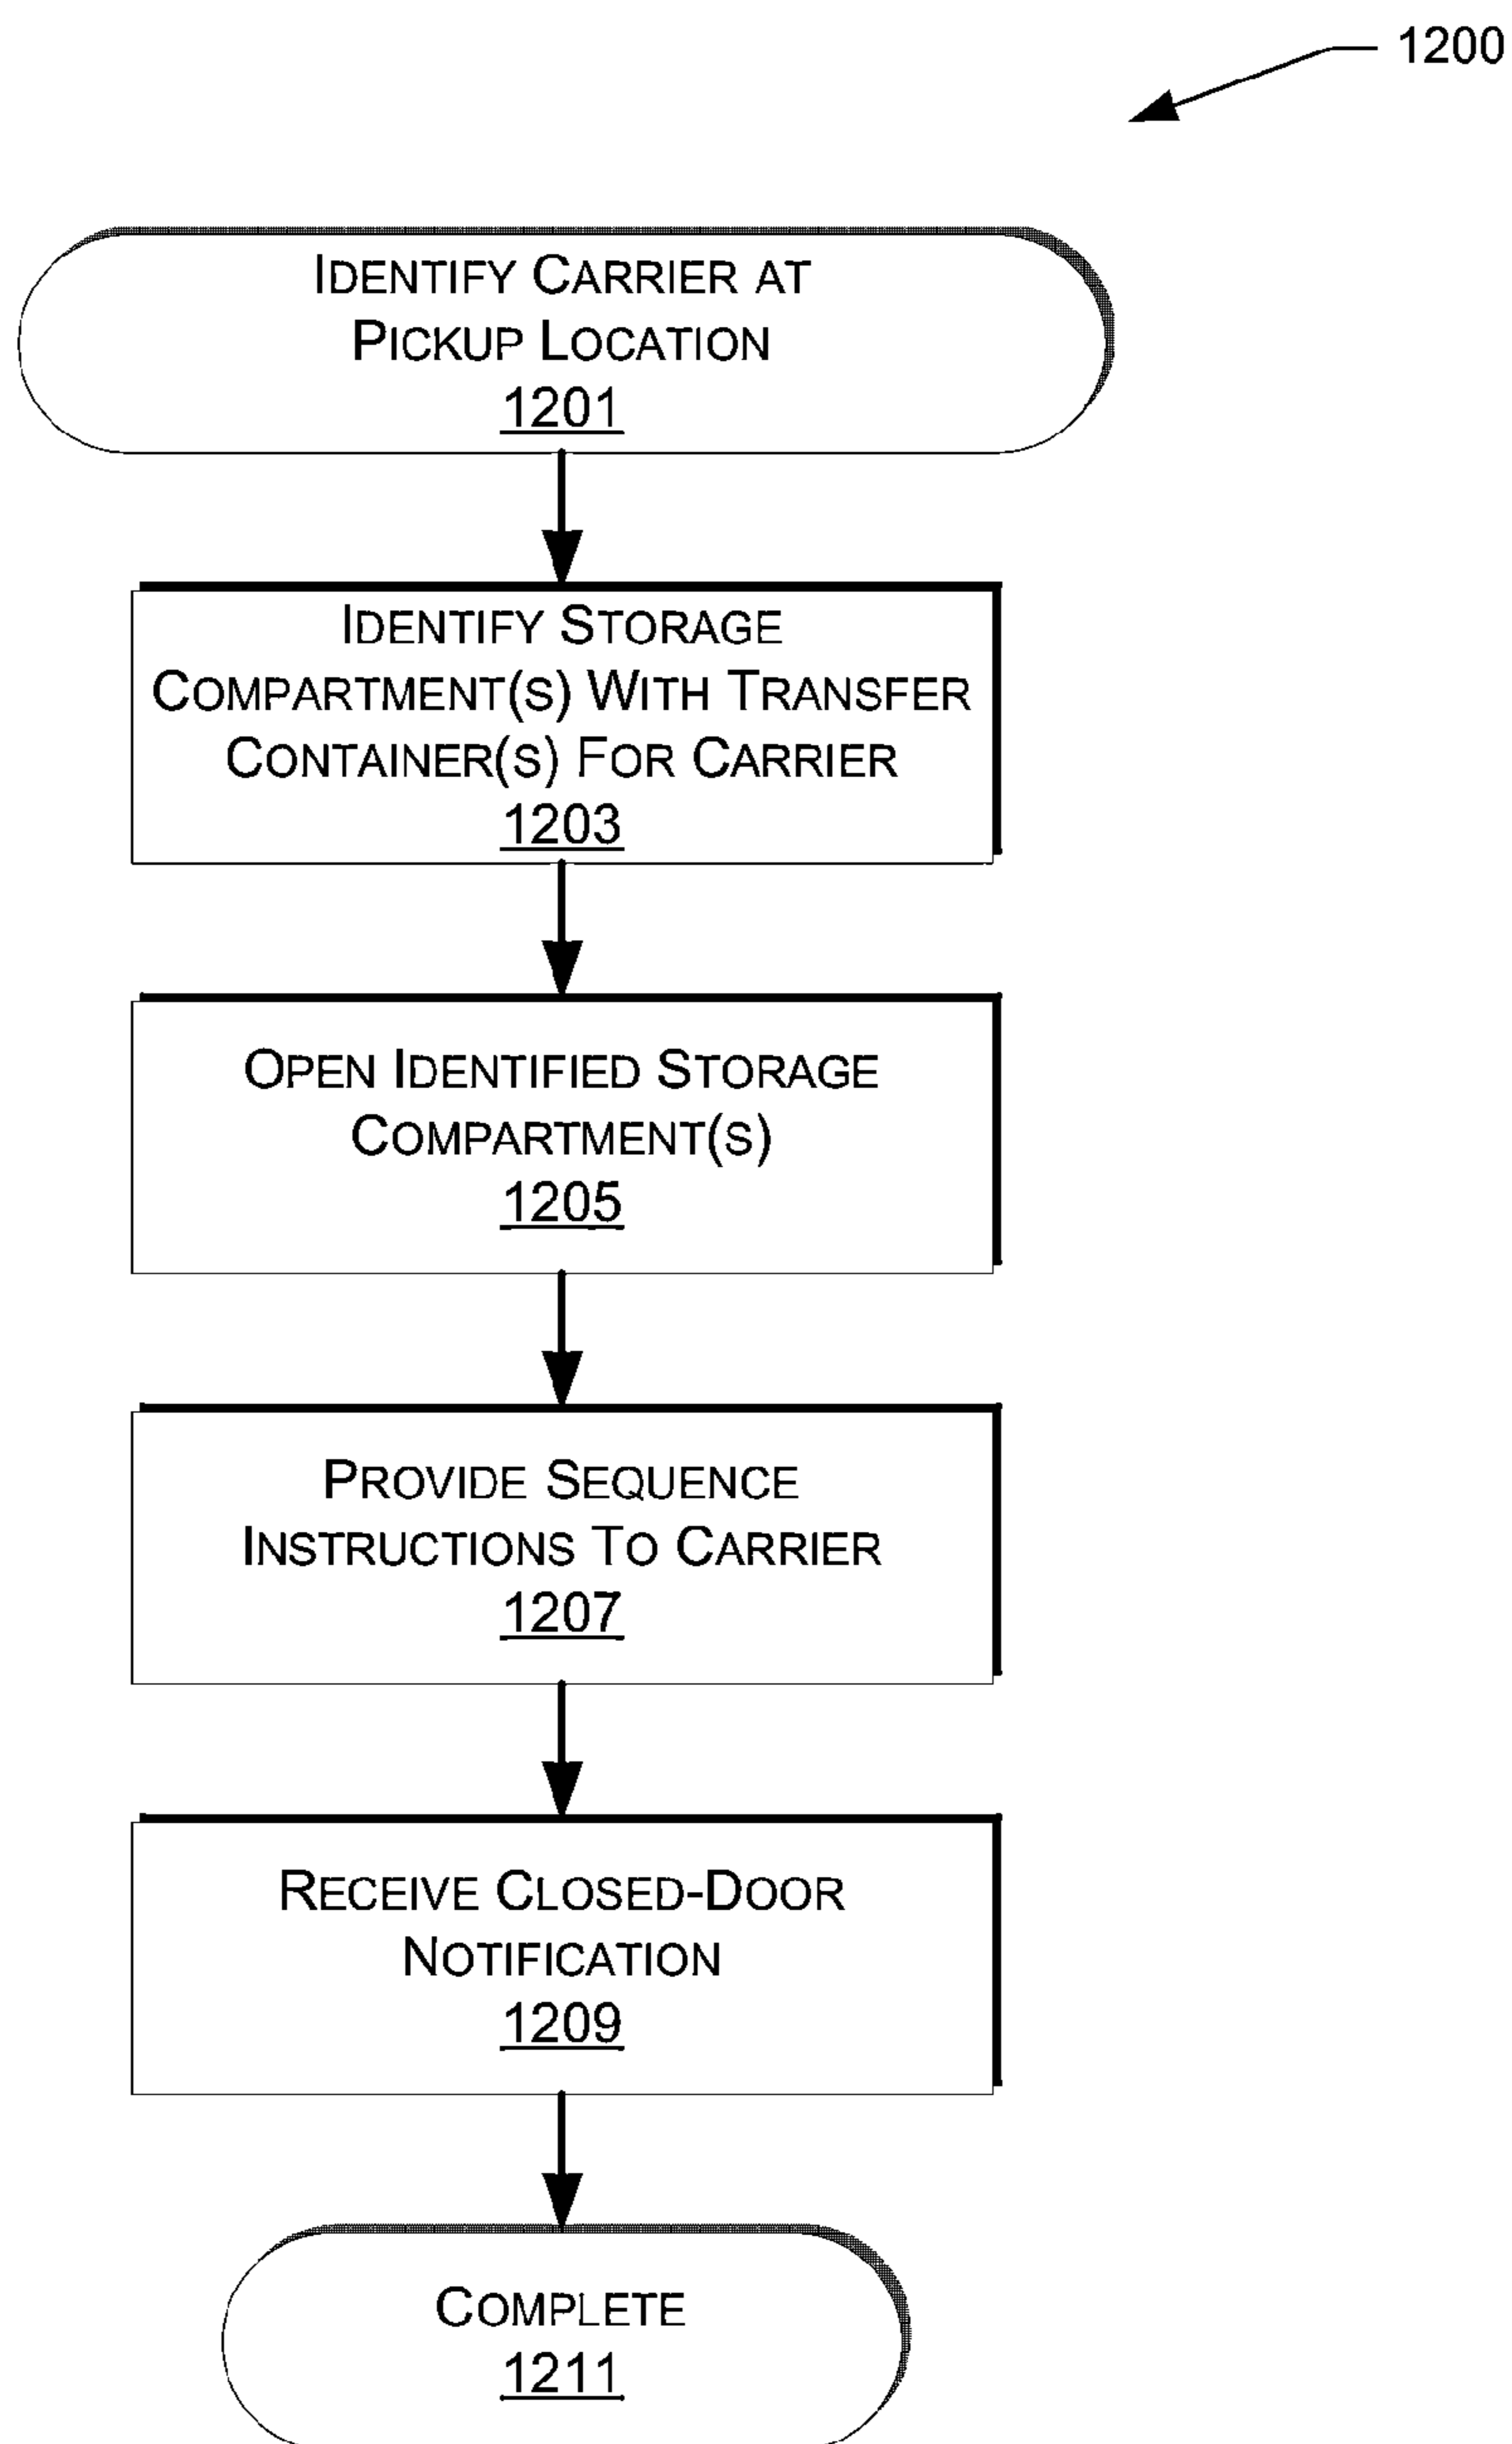 1200
IDENTIFY CARRIER AT
PICKUP LOCATION
1201
IDENTIFY STORAGE
COMPARTMENT(S) WITH TRANSFER
CONTAINER(S) FOR CARRIER
1203
OPEN IDENTIFIED STORAGE
COMPARTMENT(S)
1205
PROVIDE SEQUENCE
INSTRUCTIONS TO CARRIER
1207
RECEIVE CLOSED-DOOR
NOTIFICATION
1209
COMPLETE
1211